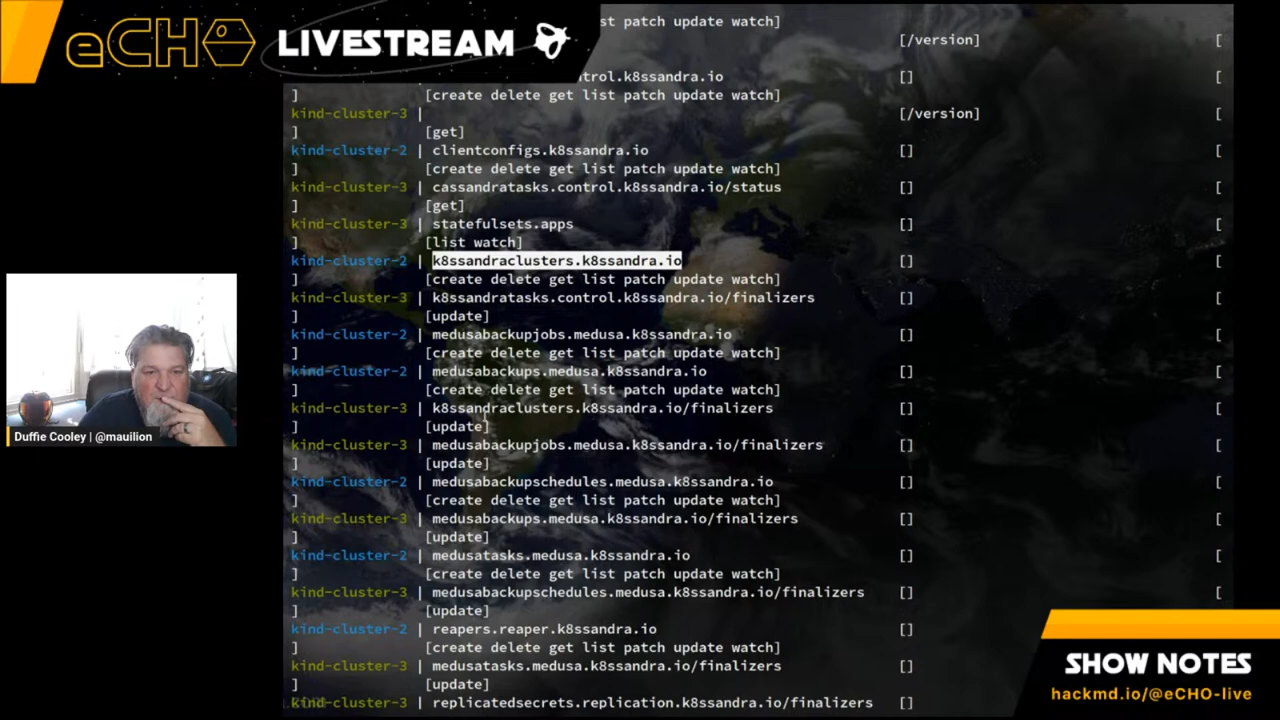 eCHO LIVESTREAM
st patch update watch]
[/version] [
ntrol.k8ssandra.io [] [
] [create delete get list patch update watch]
kind-cluster-3 | [/version] [
] [get]
kind-cluster-2 | clientconfigs.k8ssandra.io [] [
] [create delete get list patch update watch]
kind-cluster-3 | cassandratasks.control.k8ssandra.io/status [] [
] [get]
kind-cluster-3 | statefulsets.apps [] [
] [list watch]
kind-cluster-2 | k8ssandraclusters.k8ssandra.io [] [
] [create delete get list patch update watch]
kind-cluster-3 | k8ssandratasks.control.k8ssandra.io/finalizers [] [
] [update]
kind-cluster-2 | medusabackupjobs.medusa.k8ssandra.io [] [
] [create delete get list patch update watch]
kind-cluster-2 | medusabackups.medusa.k8ssandra.io [] [
] [create delete get list patch update watch]
kind-cluster-3 | k8ssandraclusters.k8ssandra.io/finalizers [] [
] [update]
kind-cluster-3 | medusabackupjobs.medusa.k8ssandra.io/finalizers [] [
] [update]
kind-cluster-2 | medusabackupschedules.medusa.k8ssandra.io [] [
] [create delete get list patch update watch]
kind-cluster-3 | medusabackups.medusa.k8ssandra.io/finalizers [] [
] [update]
kind-cluster-2 | medusatasks.medusa.k8ssandra.io [] [
] [create delete get list patch update watch]
kind-cluster-3 | medusabackupschedules.medusa.k8ssandra.io/finalizers [] [
] [update]
kind-cluster-2 | reapers.reaper.k8ssandra.io []
] [create delete get list patch update watch]
kind-cluster-3 | medusatasks.medusa.k8ssandra.io/finalizers []
] [update]
kind-cluster-3 | replicatedsecrets.replication.k8ssandra.io/finalizers []
Duffie Cooley | @mauilion
SHOW NOTES
hackmd.io/@eCHO-live